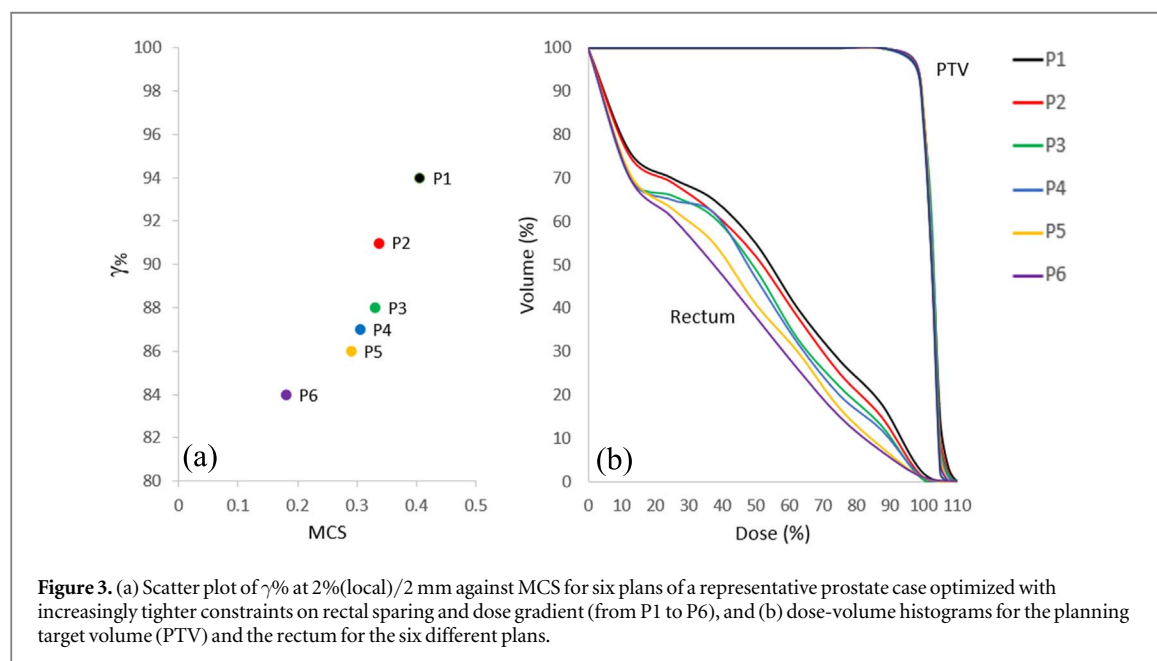 100
98
96
94
92
90
88
86
84
82
80
γ%
0 0.1 0.2 0.3 0.4 0.5
MCS
P1
P2
P3
P4
P5
P6
(a)
100
90
80
70
60
50
40
30
20
10
0
Volume (%)
0 10 20 30 40 50 60 70 80 90 100 110
Dose (%)
PTV
Rectum
(b)
P1
P2
P3
P4
P5
P6
Figure 3. (a) Scatter plot of γ% at 2%(local)/2 mm against MCS for six plans of a representative prostate case optimized with
increasingly tighter constraints on rectal sparing and dose gradient (from P1 to P6), and (b) dose-volume histograms for the planning
target volume (PTV) and the rectum for the six different plans.